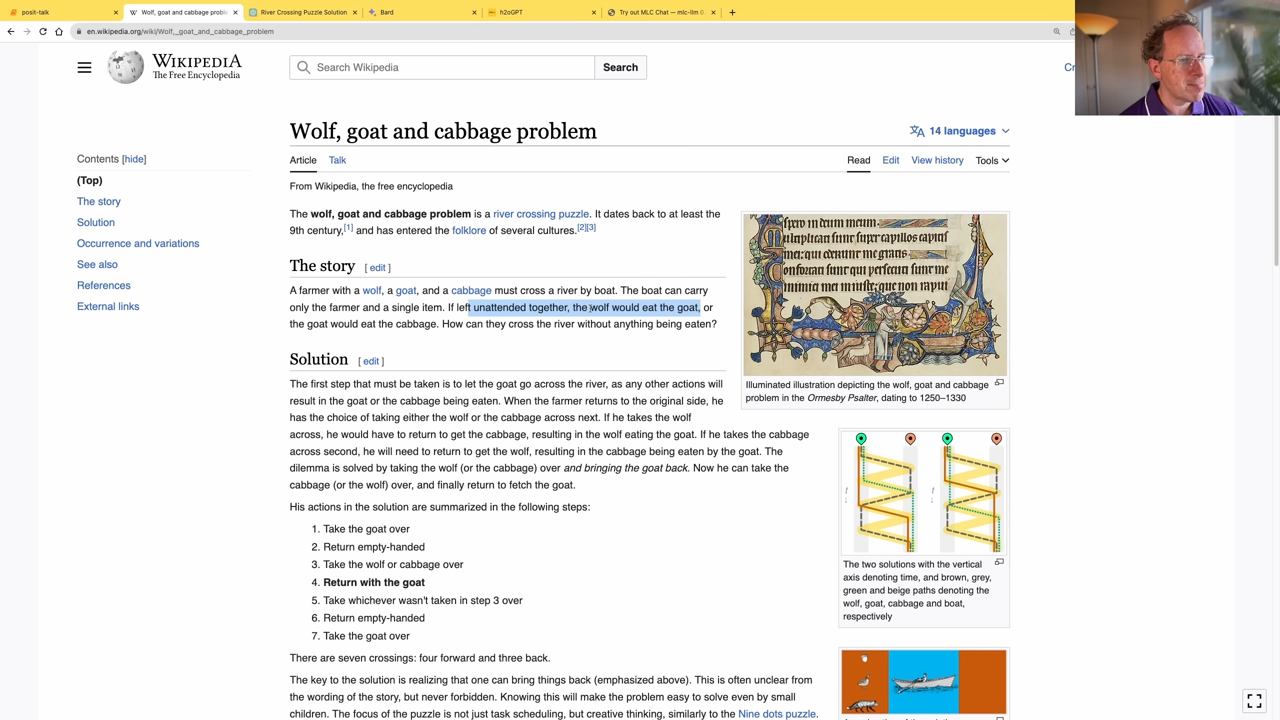 posit-talk
Wolf, goat and cabbage proble
River Crossing Puzzle Solution
Bard
h2oGPT
Try out MLC Chat — mlc-llm 0
en.wikipedia.org/wiki/Wolf,_goat_and_cabbage_problem
WIKIPEDIA
The Free Encyclopedia
Search Wikipedia
Search
Cr
Wolf, goat and cabbage problem
14 languages
Article Talk
Read Edit View history Tools
Contents [hide]
(Top)
The story
Solution
Occurrence and variations
See also
References
External links
From Wikipedia, the free encyclopedia
The wolf, goat and cabbage problem is a river crossing puzzle. It dates back to at least the
9th century,[1] and has entered the folklore of several cultures.[2][3]
The story [ edit ]
A farmer with a wolf, a goat, and a cabbage must cross a river by boat. The boat can carry
only the farmer and a single item. If left unattended together, the wolf would eat the goat, or
the goat would eat the cabbage. How can they cross the river without anything being eaten?
Solution [ edit ]
The first step that must be taken is to let the goat go across the river, as any other actions will
result in the goat or the cabbage being eaten. When the farmer returns to the original side, he
has the choice of taking either the wolf or the cabbage across next. If he takes the wolf
across, he would have to return to get the cabbage, resulting in the wolf eating the goat. If he takes the cabbage
across second, he will need to return to get the wolf, resulting in the cabbage being eaten by the goat. The
dilemma is solved by taking the wolf (or the cabbage) over and bringing the goat back. Now he can take the
cabbage (or the wolf) over, and finally return to fetch the goat.
His actions in the solution are summarized in the following steps:
1. Take the goat over
2. Return empty-handed
3. Take the wolf or cabbage over
4. Return with the goat
5. Take whichever wasn't taken in step 3 over
6. Return empty-handed
7. Take the goat over
There are seven crossings: four forward and three back.
The key to the solution is realizing that one can bring things back (emphasized above). This is often unclear from
the wording of the story, but never forbidden. Knowing this will make the problem easy to solve even by small
children. The focus of the puzzle is not just task scheduling, but creative thinking, similarly to the Nine dots puzzle.
Illuminated illustration depicting the wolf, goat and cabbage
problem in the Ormesby Psalter, dating to 1250–1330
t
t
The two solutions with the vertical
axis denoting time, and brown, grey,
green and beige paths denoting the
wolf, goat, cabbage and boat,
respectively